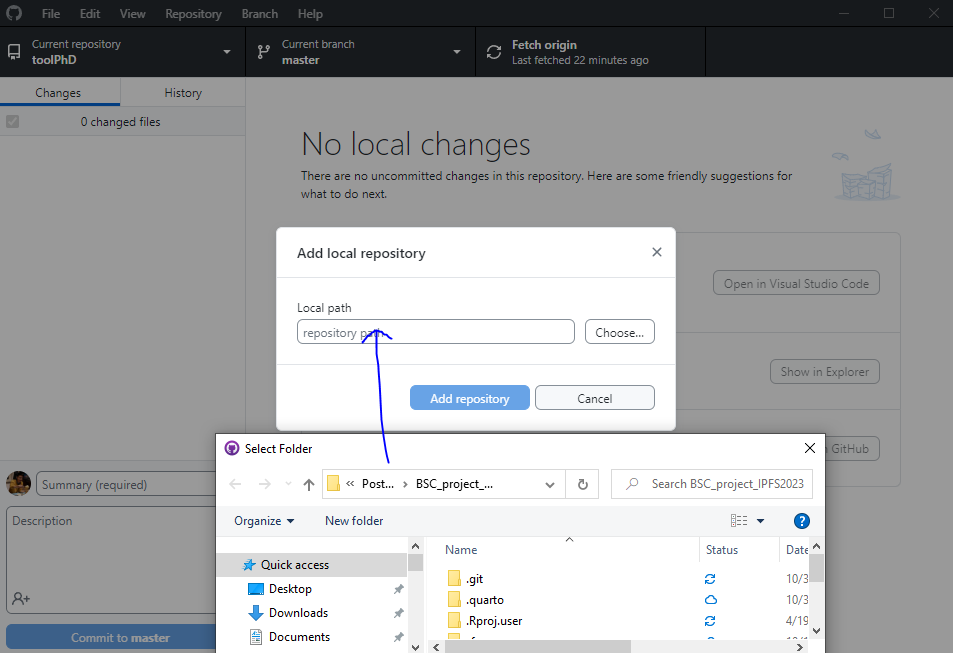 File Edit View Repository Branch Help
Current repository
toolPhD
Current branch
master
Fetch origin
Last fetched 22 minutes ago
Changes History
0 changed files
No local changes
There are no uncommitted changes in this repository. Here are some friendly suggestions for
what to do next.
Open in Visual Studio Code
Show in Explorer
GitHub
Add local repository
Local path
repository path
Choose...
Add repository Cancel
Summary (required)
Description
Commit to master
Select Folder
« Post... › BSC_project_...
Search BSC_project_IPFS2023
Organize New folder
Name Status Date
Quick access
Desktop
Downloads
Documents
.git 10/3
.quarto 10/3
.Rproj.user 4/19